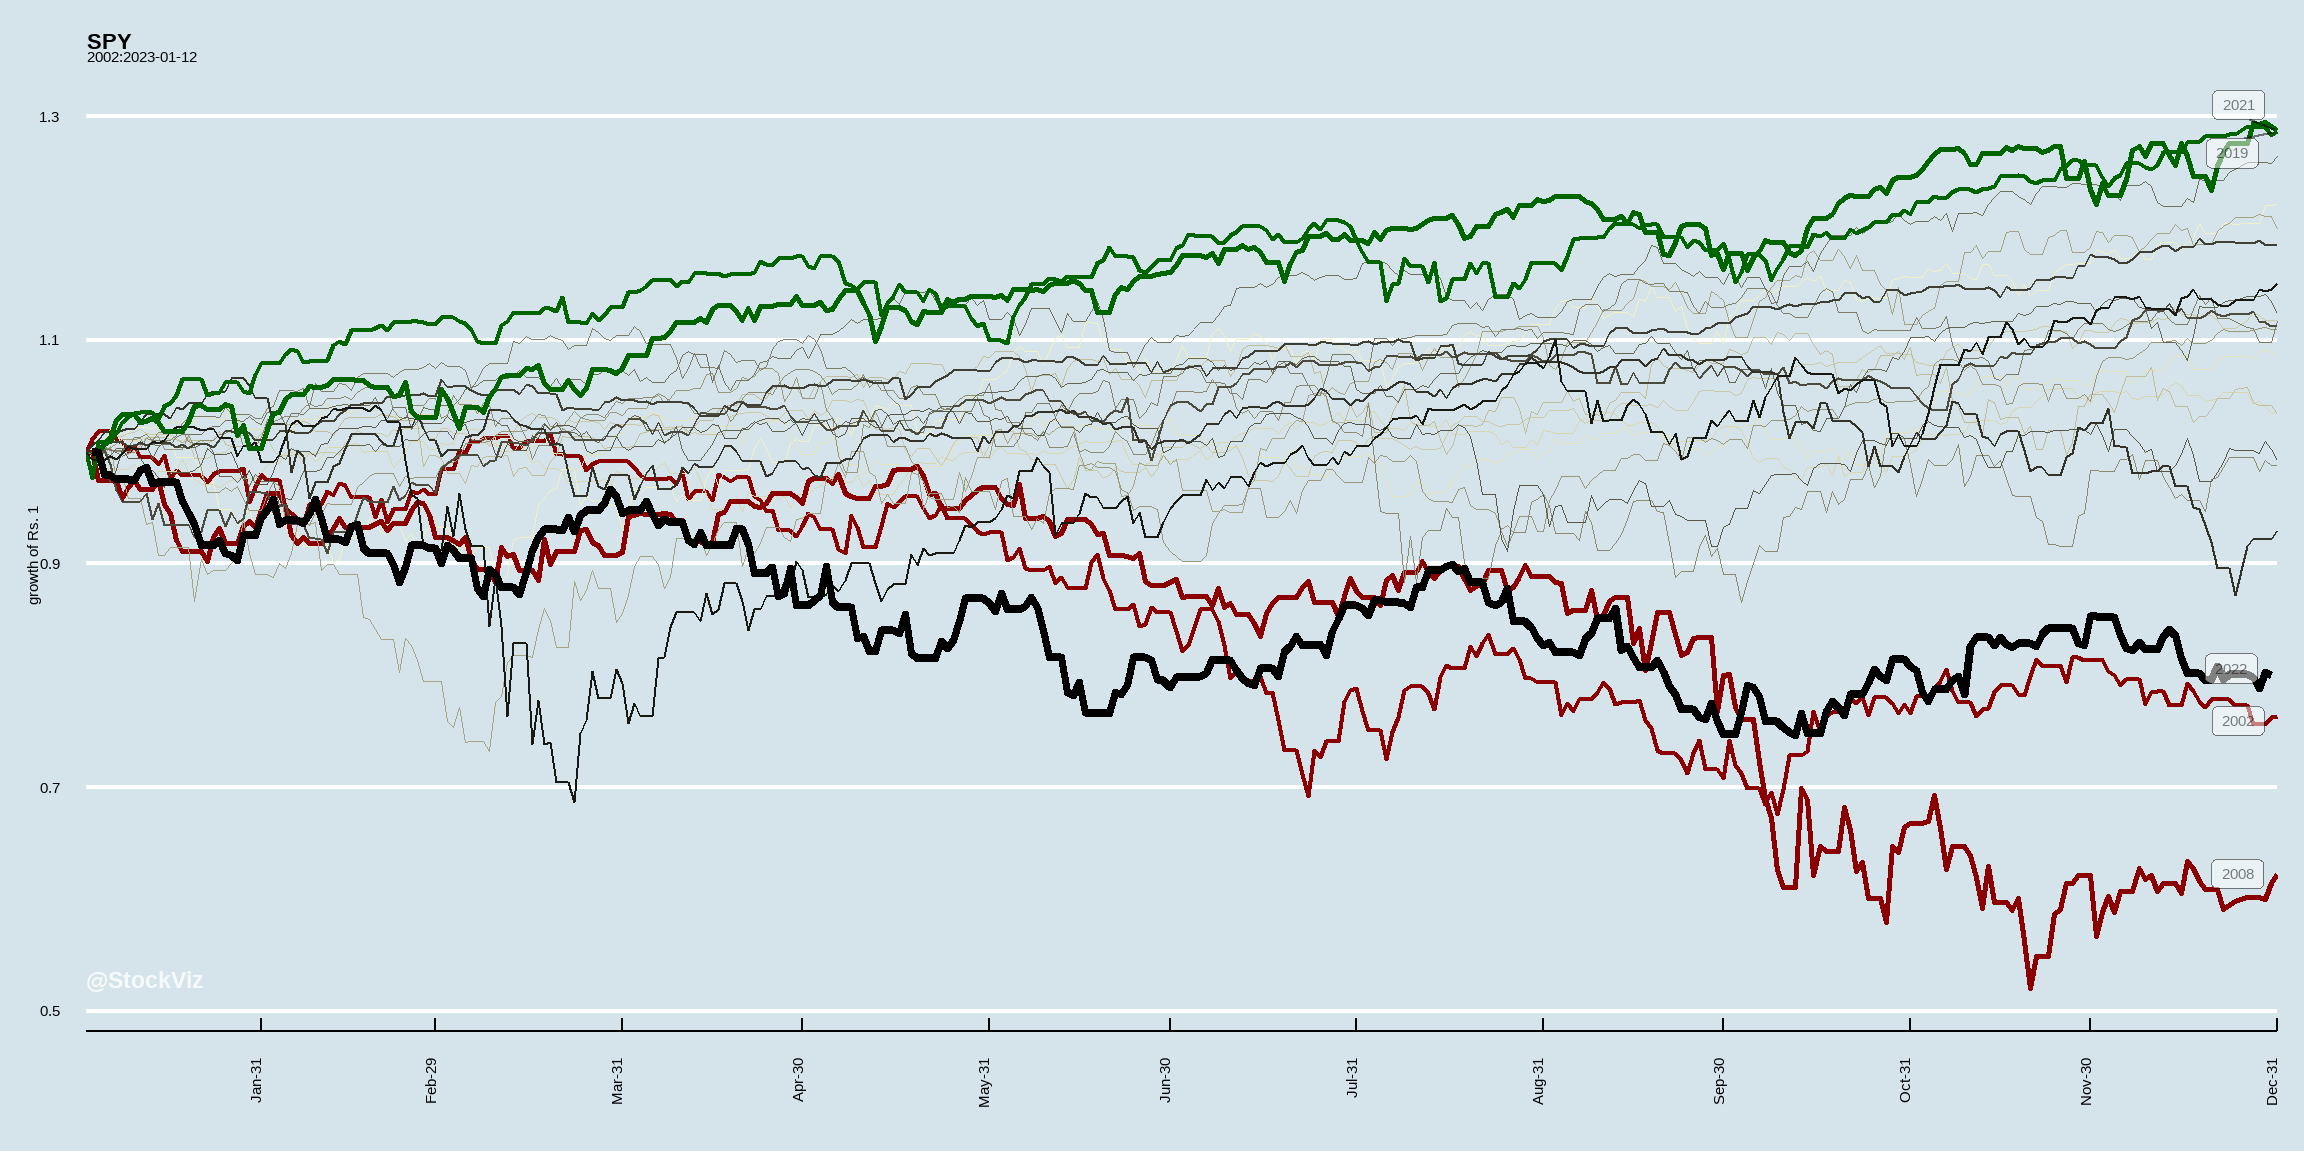 SPY
2002:2023-01-12
1.3
1.1
0.9
0.7
0.5
growth of Rs. 1
2021
2019
2022
2002
2008
@StockViz
Jan-31
Feb-29
Mar-31
Apr-30
May-31
Jun-30
Jul-31
Aug-31
Sep-30
Oct-31
Nov-30
Dec-31